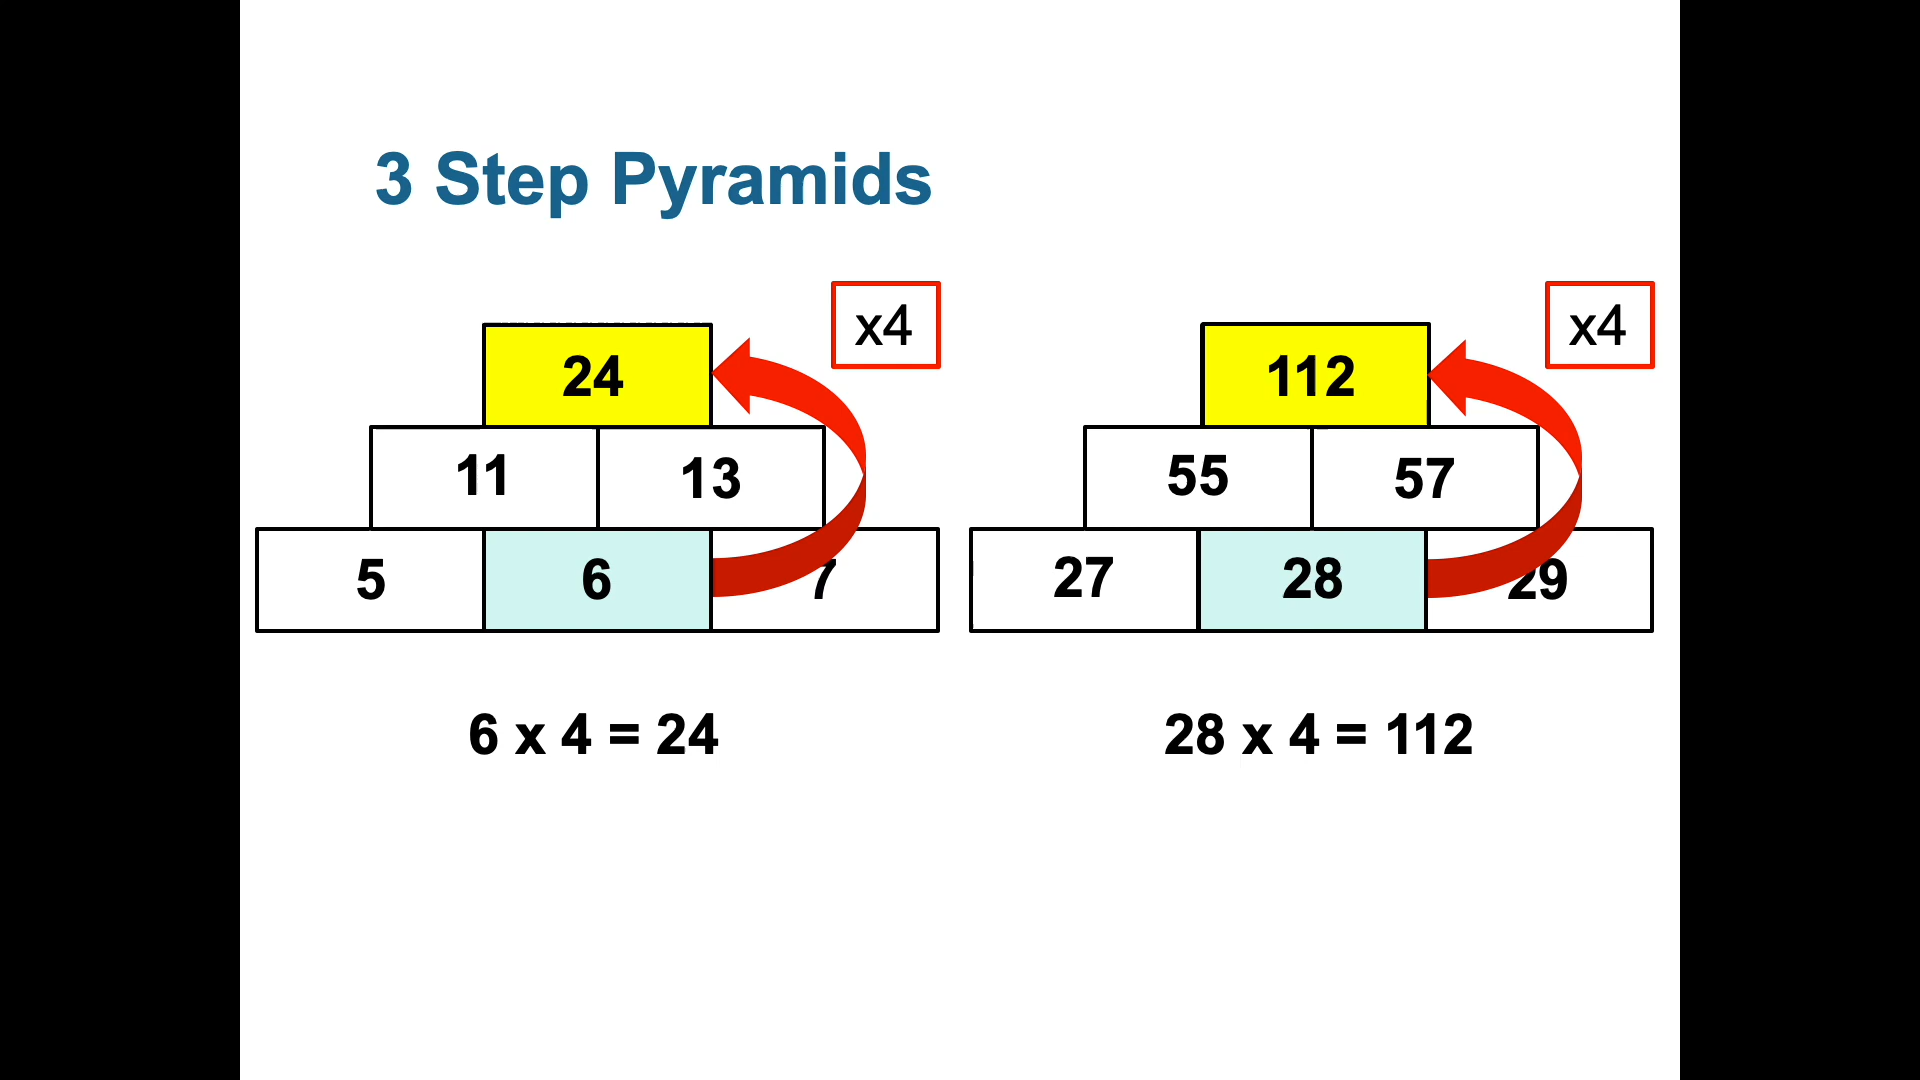 3 Step Pyramids
x4
x4
24
112
11 13
55 57
5 6 7
27 28 29
6 x 4 = 24
28 x 4 = 112